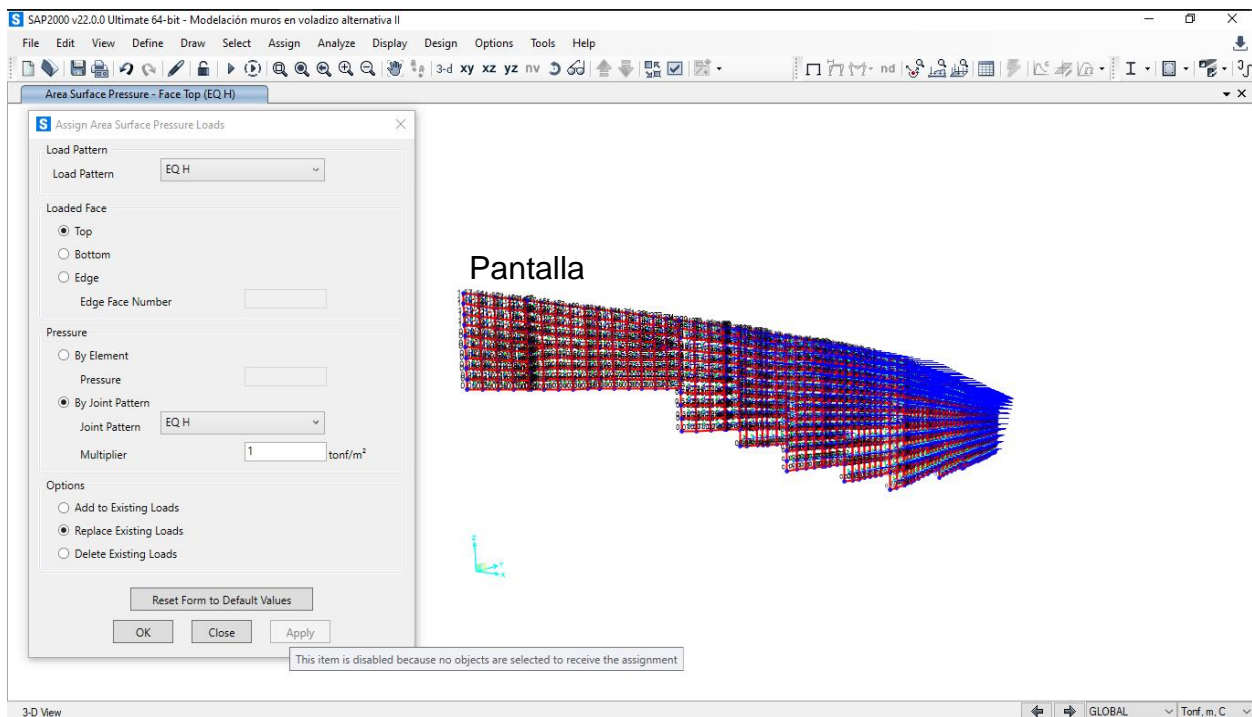 SAP2000 v22.0.0 Ultimate 64-bit - Modelación muros en voladizo alternativa II
File Edit View Define Draw Select Assign Analyze Display Design Options Tools Help
3-d xy xz yz nv nd
Area Surface Pressure - Face Top (EQ H)
Assign Area Surface Pressure Loads
Load Pattern
Load Pattern EQ H
Loaded Face
Top
Bottom
Edge
Edge Face Number
Pressure
By Element
Pressure
By Joint Pattern
Joint Pattern EQ H
Multiplier 1 tonf/m²
Options
Add to Existing Loads
Replace Existing Loads
Delete Existing Loads
Reset Form to Default Values
OK Close Apply
This item is disabled because no objects are selected to receive the assignment
Pantalla
Z
Y
X
3-D View GLOBAL Tonf, m, C